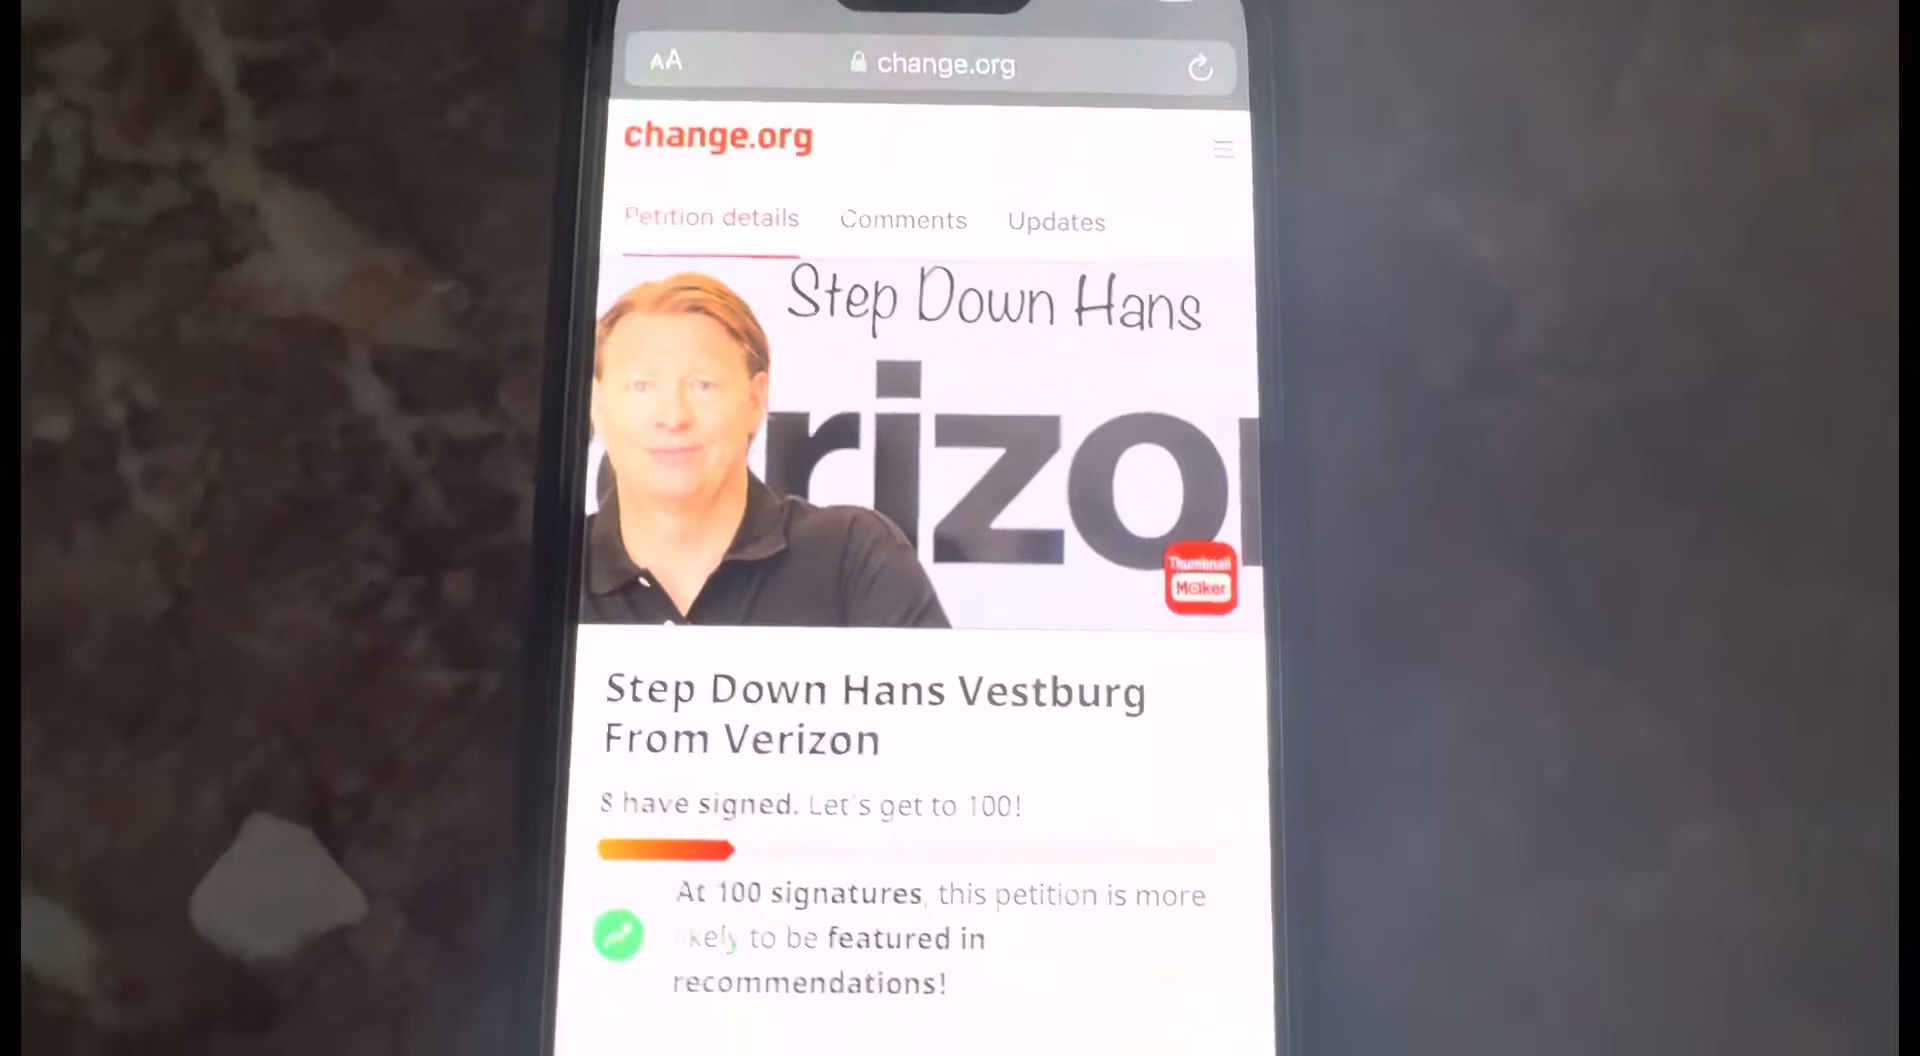 AA change.org
change.org
Petition details Comments Updates
Step Down Hans
rizo
Thumbnail
Maker
Step Down Hans Vestburg
From Verizon
8 have signed. Let's get to 100!
At 100 signatures, this petition is more
kely to be featured in
recommendations!